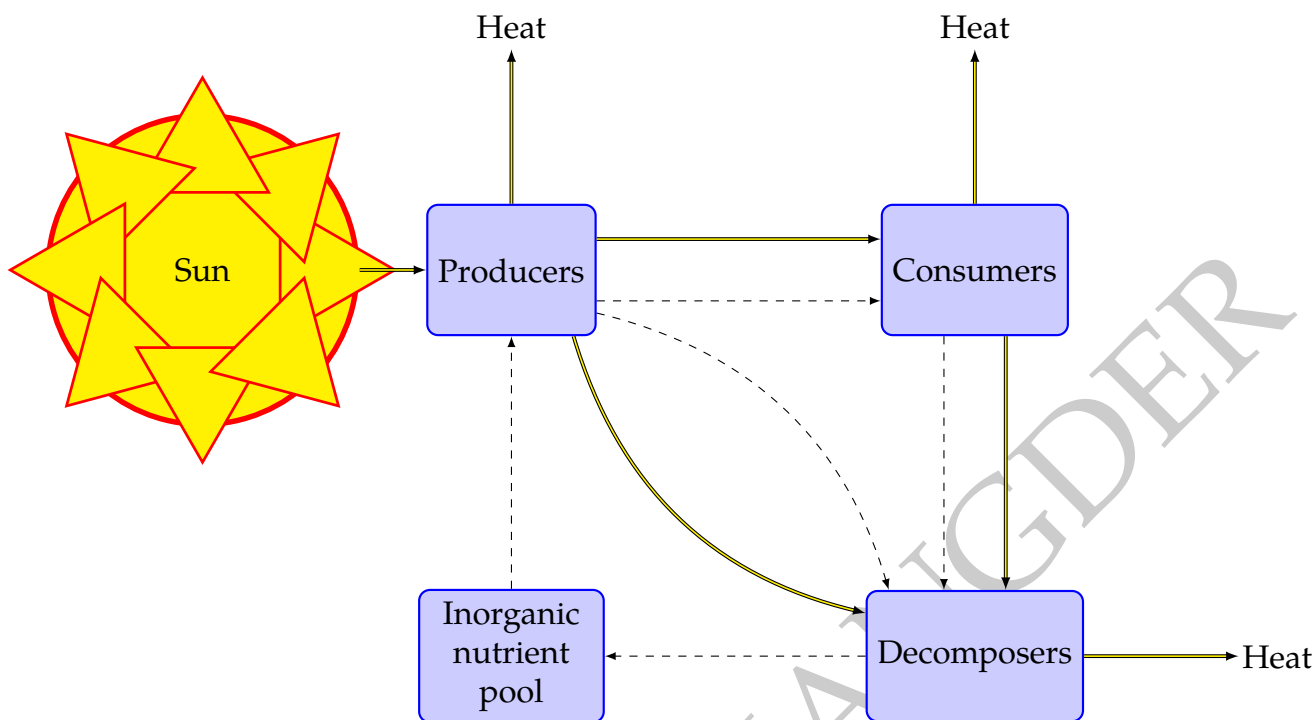 Heat
Heat
Sun
Producers
Consumers
Inorganic
nutrient
pool
Decomposers
Heat